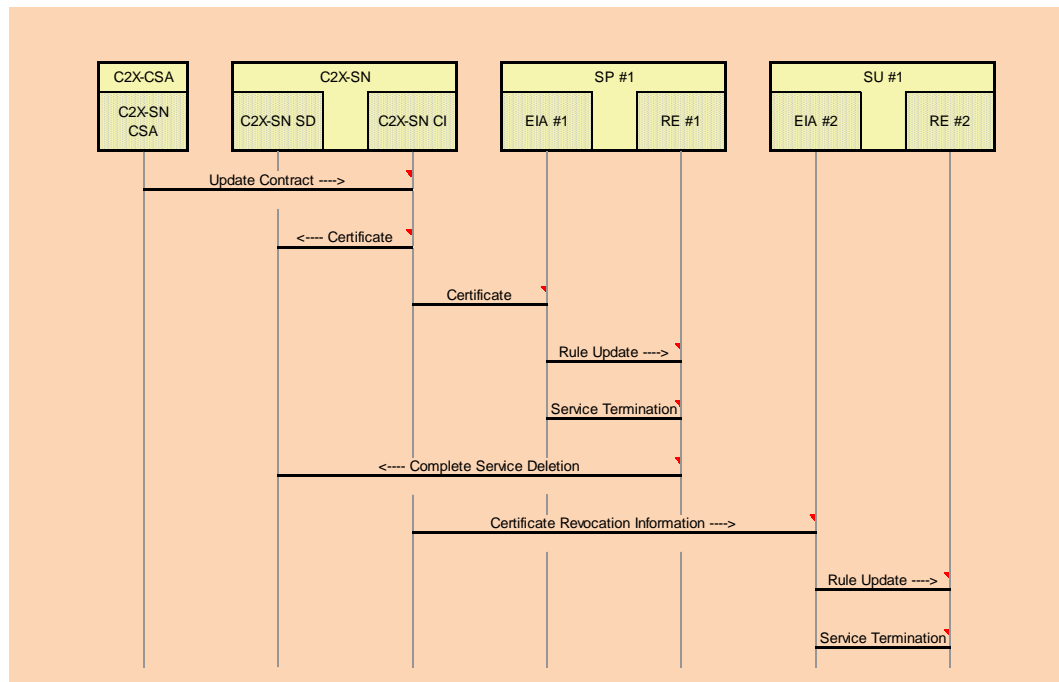 C2X-CSA
C2X-SN
SP #1
SU #1
C2X-SN
CSA
C2X-SN SD
C2X-SN CI
EIA #1
RE #1
EIA #2
RE #2
Update Contract ---->
<---- Certificate
Certificate
Rule Update ---->
Service Termination
<---- Complete Service Deletion
Certificate Revocation Information ---->
Rule Update ---->
Service Termination